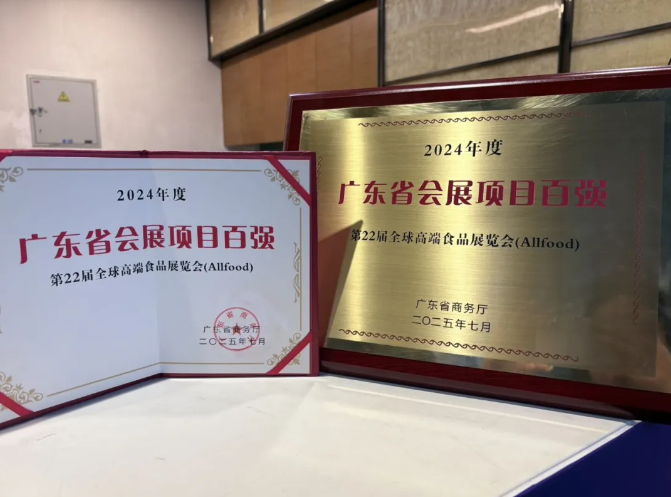 2024年度
广东省会展项目百强
第22届全球高端食品展览会(Allfood)
广东省商务厅
二〇二五年七月
2024年度
广东省会展项目百强
第22届全球高端食品展览会(Allfood)
广东省商务厅
二〇二五年七月